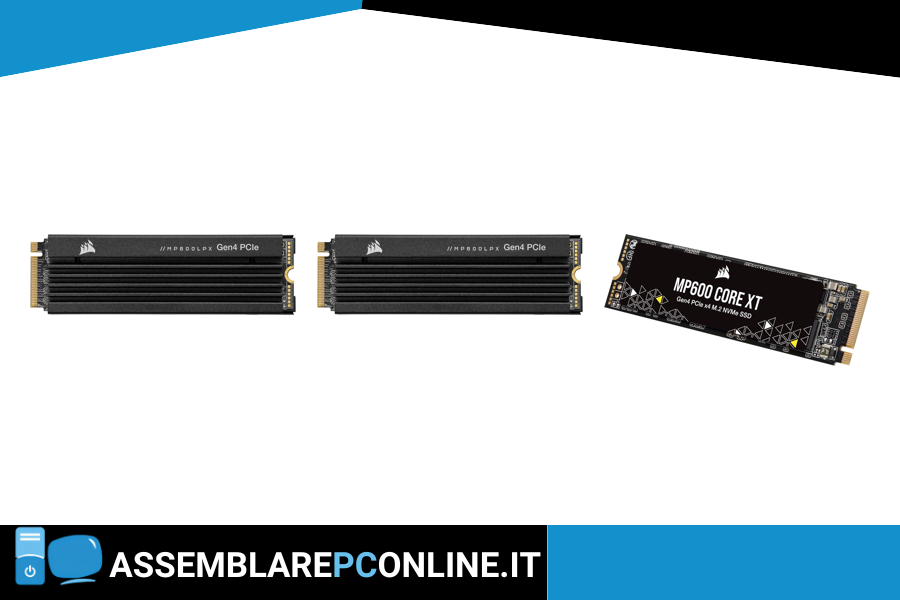 //MP600LPX Gen4 PCIe
//MP600LPX Gen4 PCIe
MP600 CORE XT
Gen4 PCIe x4 M.2 NVMe SSD
ASSEMBLAREPCONLINE.IT